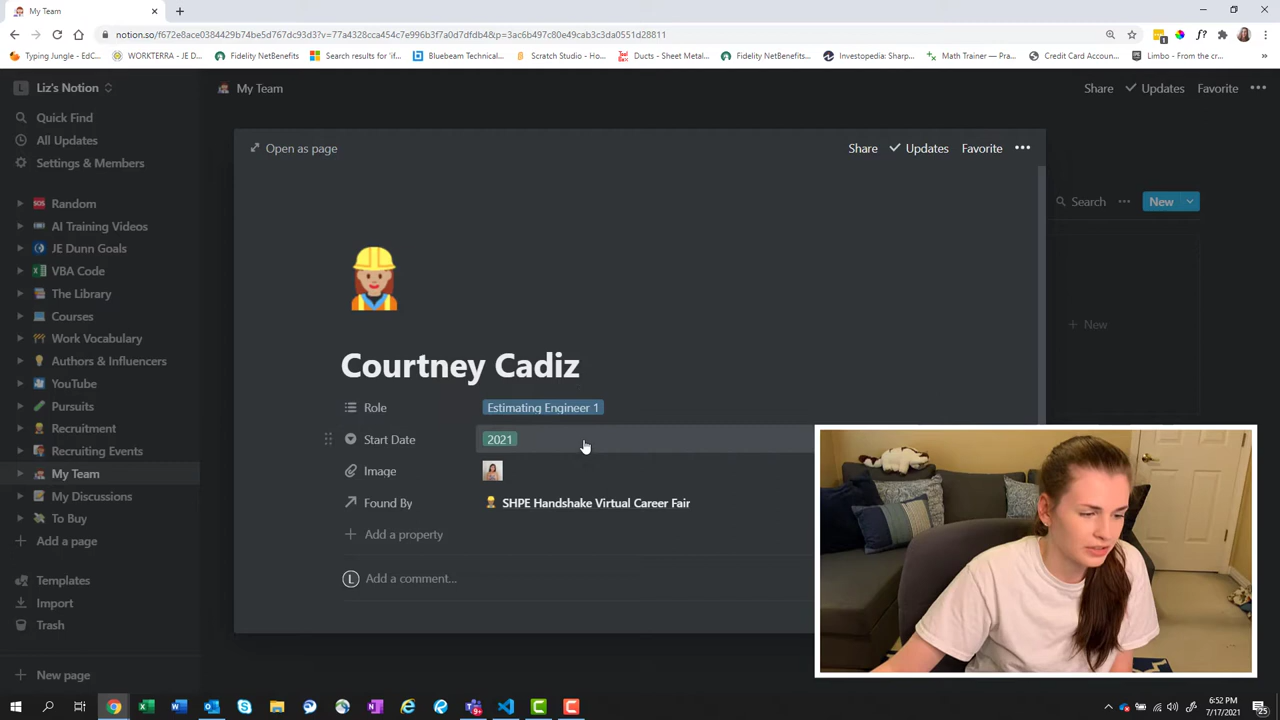 My Team
notion.so/f672e8ace0384429b74be5d767dc93d3?v=77a4328cca454c7e996b3f7a0d7dfdb4&p=3ac6b497c80e49cab3c3da0551d28811
Typing Jungle - EdC...
WORKTERRA - JE D...
Fidelity NetBenefits
Search results for 'if...
Bluebeam Technical...
Scratch Studio - Ho...
Ducts - Sheet Metal...
Fidelity NetBenefits
Investopedia: Sharp...
Math Trainer — Pra...
Credit Card Accoun...
Limbo - From the cr...
L Liz's Notion
My Team
Share
Updates
Favorite
Quick Find
All Updates
Settings & Members
Random
AI Training Videos
JE Dunn Goals
VBA Code
The Library
Courses
Work Vocabulary
Authors & Influencers
YouTube
Pursuits
Recruitment
Recruiting Events
My Team
My Discussions
To Buy
Add a page
Templates
Import
Trash
New page
Open as page
Share
Updates
Favorite
Search
New
New
Courtney Cadiz
Role Estimating Engineer 1
Start Date 2021
Image
Found By SHPE Handshake Virtual Career Fair
Add a property
L Add a comment...
6:52 PM
7/17/2021
25